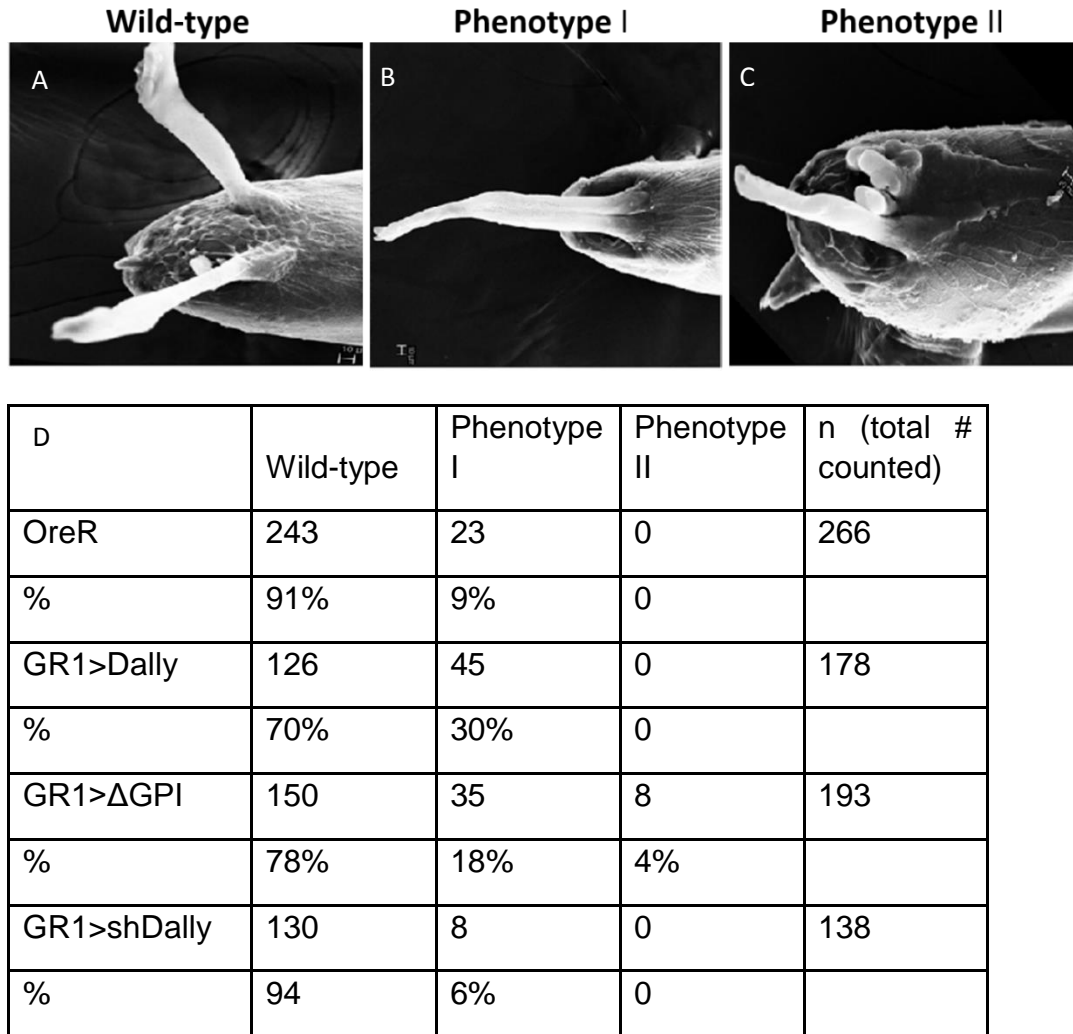 Wild-type Phenotype I Phenotype II
A B C
D Wild-type Phenotype I Phenotype II n (total # counted)
OreR 243 23 0 266
% 91% 9% 0
GR1>Dally 126 45 0 178
% 70% 30% 0
GR1>ΔGPI 150 35 8 193
% 78% 18% 4%
GR1>shDally 130 8 0 138
% 94 6% 0